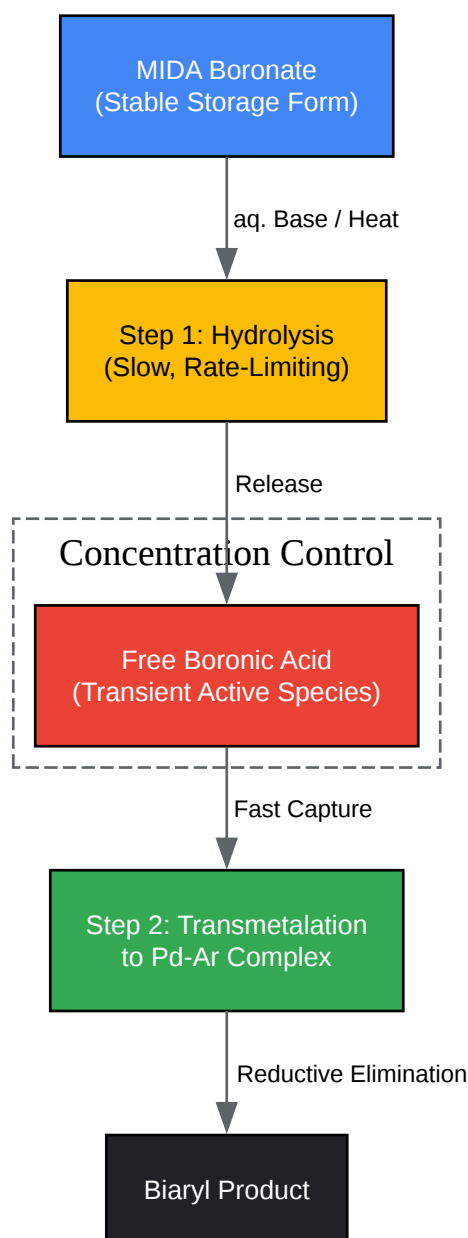 MIDA Boronate
(Stable Storage Form)
aq. Base / Heat
Step 1: Hydrolysis
(Slow, Rate-Limiting)
Release
Concentration Control
Free Boronic Acid
(Transient Active Species)
Fast Capture
Step 2: Transmetalation
to Pd-Ar Complex
Reductive Elimination
Biaryl Product